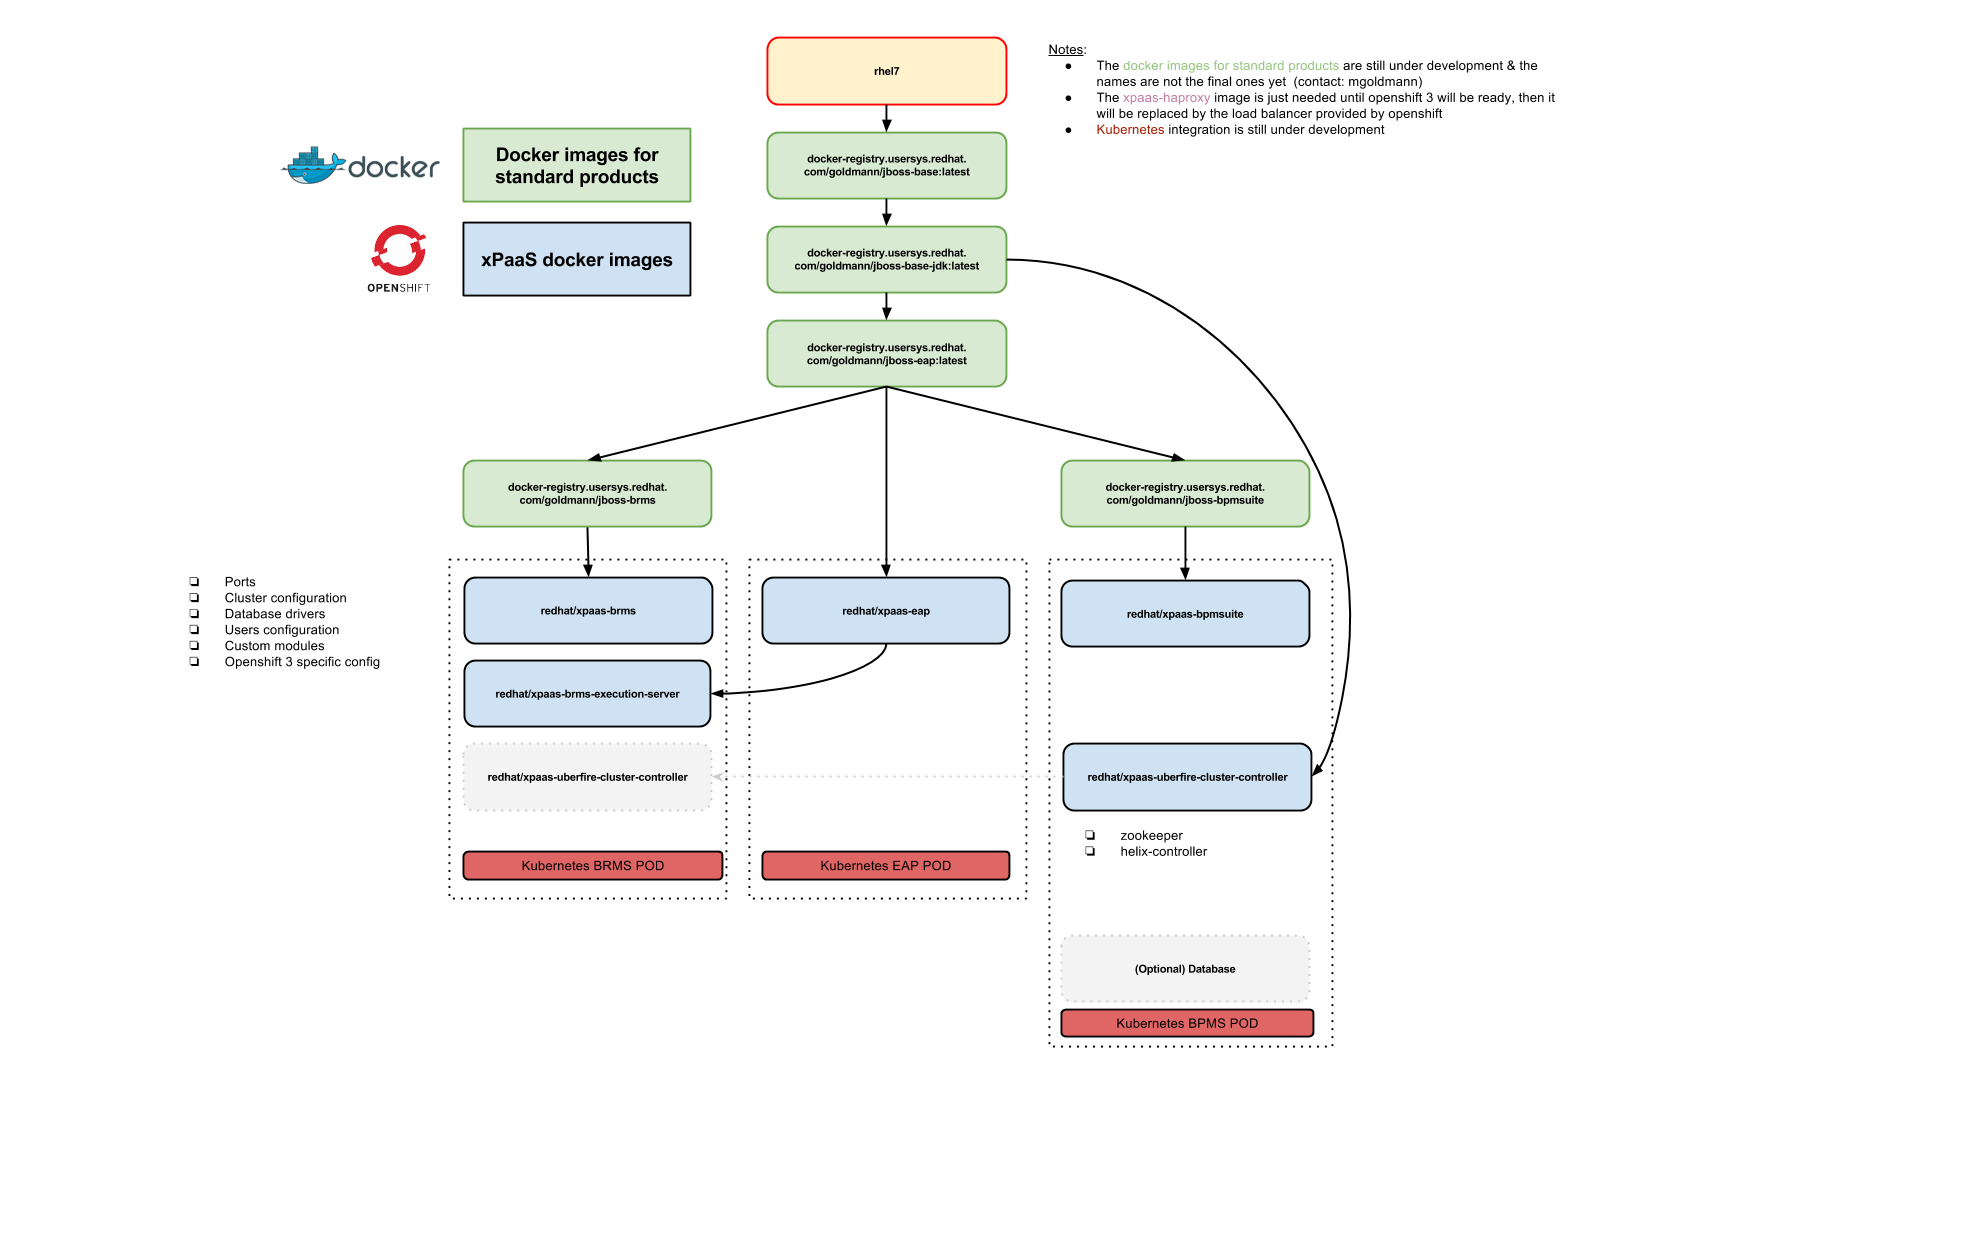 rhel7
Notes:
● The docker images for standard products are still under development & the
names are not the final ones yet (contact: mgoldmann)
● The xpaas-haproxy image is just needed until openshift 3 will be ready, then it
will be replaced by the load balancer provided by openshift
● Kubernetes integration is still under development
docker
Docker images for
standard products
docker-registry.usersys.redhat.
com/goldmann/jboss-base:latest
OPENSHIFT
xPaaS docker images
docker-registry.usersys.redhat.
com/goldmann/jboss-base-jdk:latest
docker-registry.usersys.redhat.
com/goldmann/jboss-eap:latest
docker-registry.usersys.redhat.
com/goldmann/jboss-brms
docker-registry.usersys.redhat.
com/goldmann/jboss-bpmsuite
❏ Ports
❏ Cluster configuration
❏ Database drivers
❏ Users configuration
❏ Custom modules
❏ Openshift 3 specific config
redhat/xpaas-brms
redhat/xpaas-eap
redhat/xpaas-bpmsuite
redhat/xpaas-brms-execution-server
redhat/xpaas-uberfire-cluster-controller
redhat/xpaas-uberfire-cluster-controller
❏ zookeeper
❏ helix-controller
Kubernetes BRMS POD
Kubernetes EAP POD
(Optional) Database
Kubernetes BPMS POD